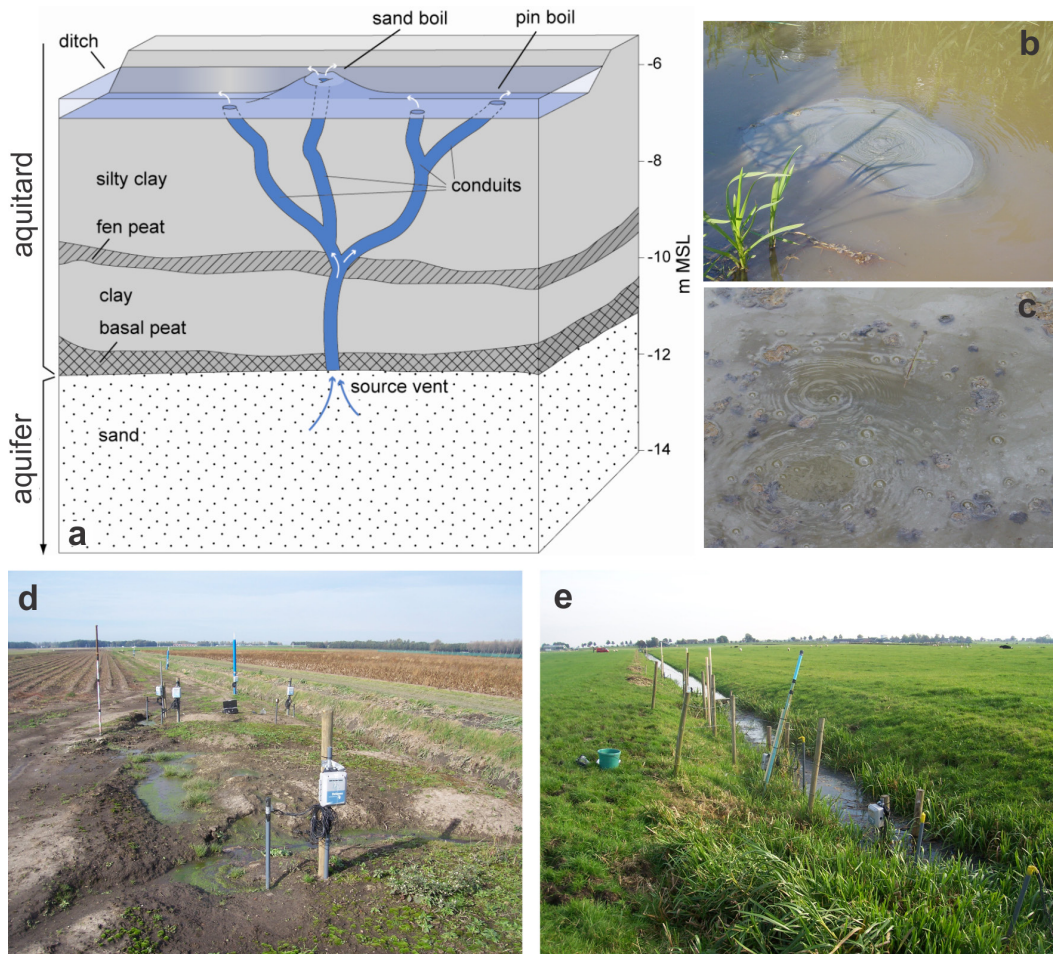 a
sand boil
pin boil
ditch
-6
aquitard
silty clay
-8
conduits
fen peat
-10
m MSL
clay
basal peat
-12
source vent
aquifer
sand
-14
b
c
d
e